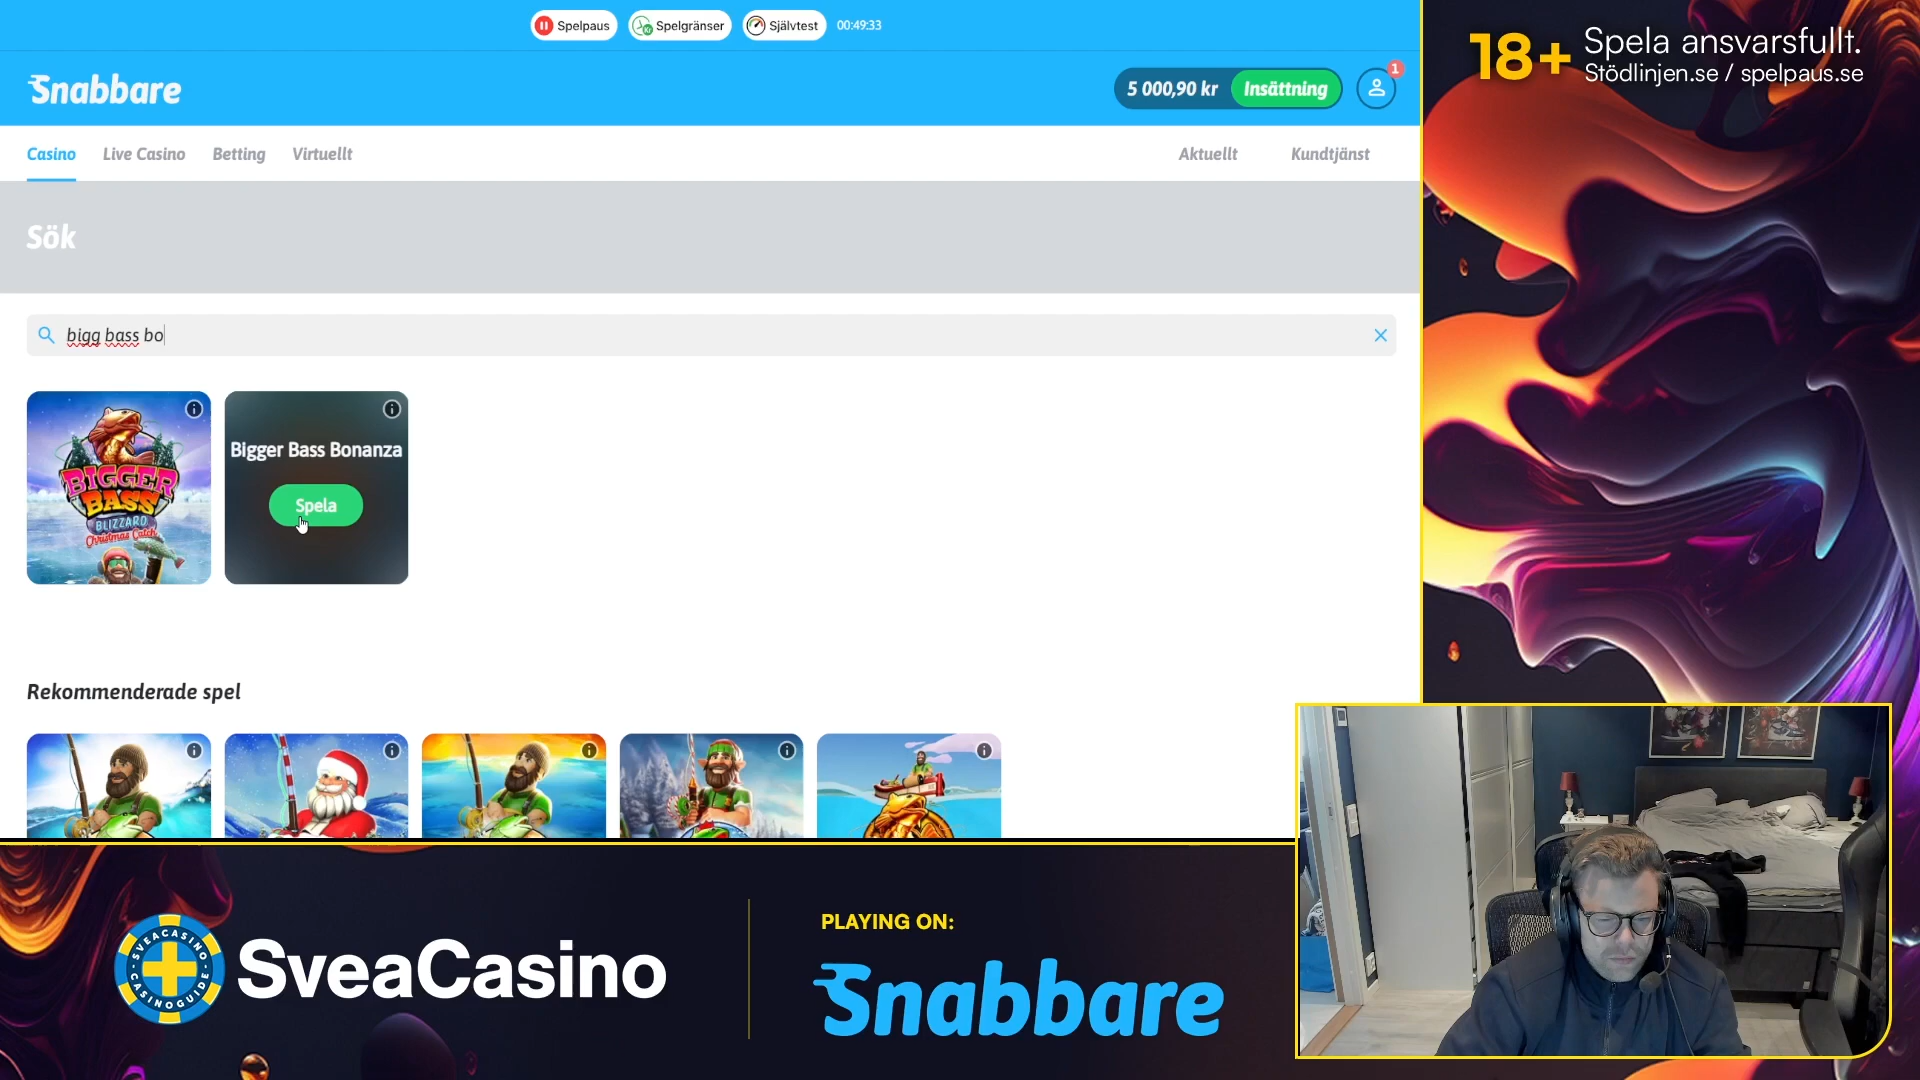 Spelpaus
Spelgränser
Självtest
00:49:33
18+
Spela ansvarsfullt.
Stödlinjen.se / spelpaus.se
Snabbare
5 000,90 kr
Insättning
1
Casino
Live Casino
Betting
Virtuellt
Aktuellt
Kundtjänst
Sök
bigg bass bo
BIGGER
BASS
BLIZZARD
Christmas Catch
Bigger Bass Bonanza
Spela
Rekommenderade spel
SVEACASINO
CASINOGUIDE
SveaCasino
PLAYING ON:
Snabbare